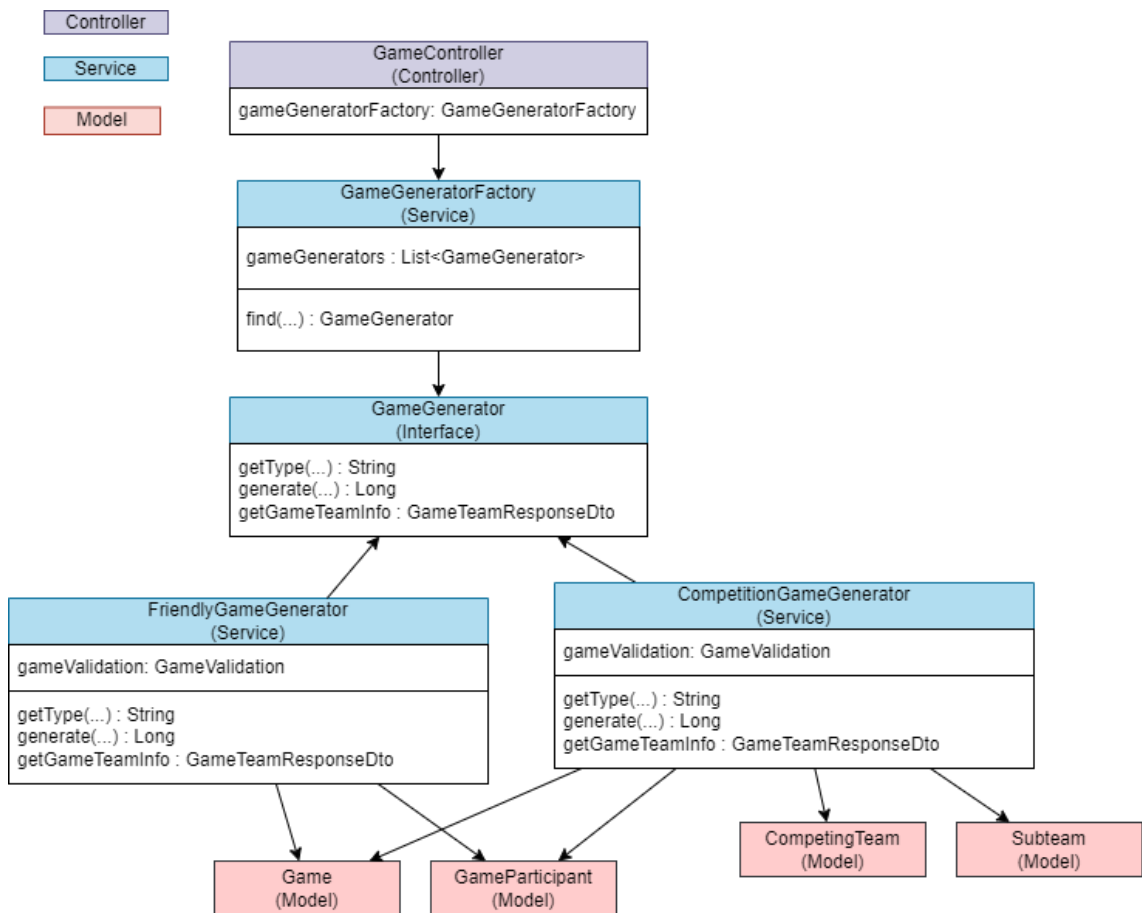 Controller
Service
Model
GameController
(Controller)
gameGeneratorFactory: GameGeneratorFactory
GameGeneratorFactory
(Service)
gameGenerators : List<GameGenerator>
find(...) : GameGenerator
GameGenerator
(Interface)
getType(...) : String
generate(...) : Long
getGameTeamInfo : GameTeamResponseDto
FriendlyGameGenerator
(Service)
gameValidation: GameValidation
getType(...) : String
generate(...) : Long
getGameTeamInfo : GameTeamResponseDto
CompetitionGameGenerator
(Service)
gameValidation: GameValidation
getType(...) : String
generate(...) : Long
getGameTeamInfo : GameTeamResponseDto
Game
(Model)
GameParticipant
(Model)
CompetingTeam
(Model)
Subteam
(Model)